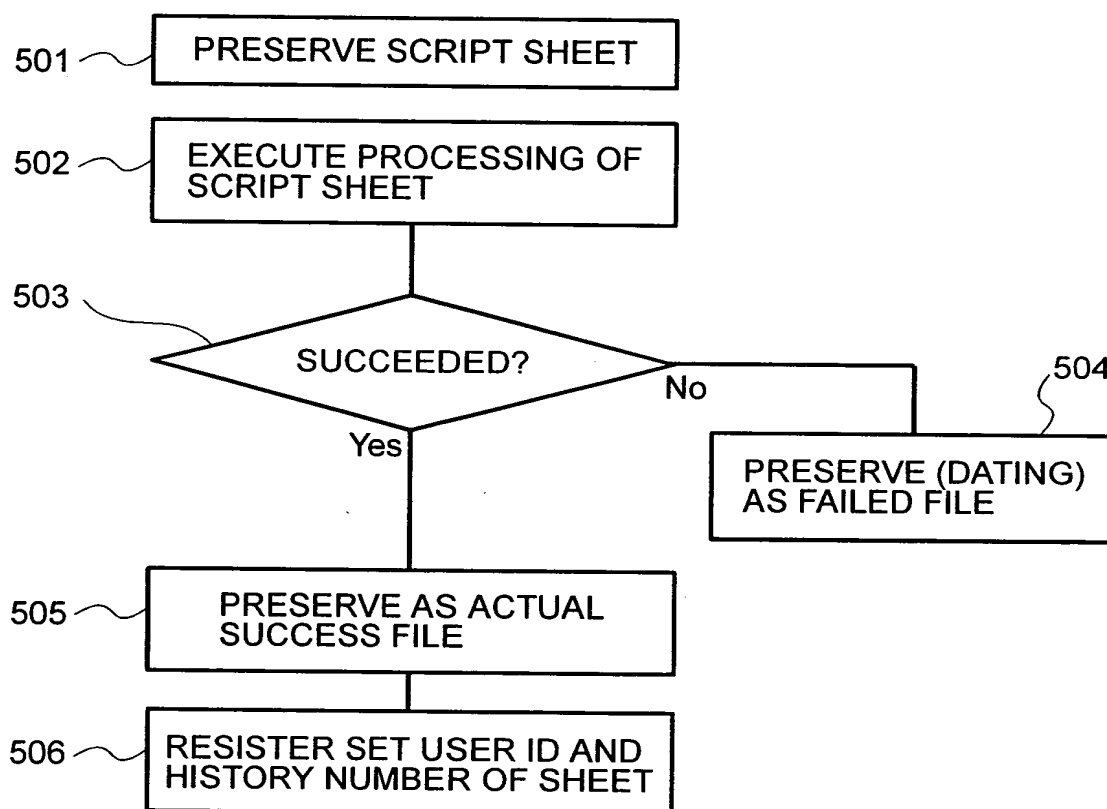 501
PRESERVE SCRIPT SHEET
502
EXECUTE PROCESSING OF
SCRIPT SHEET
503
SUCCEEDED?
No
Yes
504
PRESERVE (DATING)
AS FAILED FILE
505
PRESERVE AS ACTUAL
SUCCESS FILE
506
RESISTER SET USER ID AND
HISTORY NUMBER OF SHEET